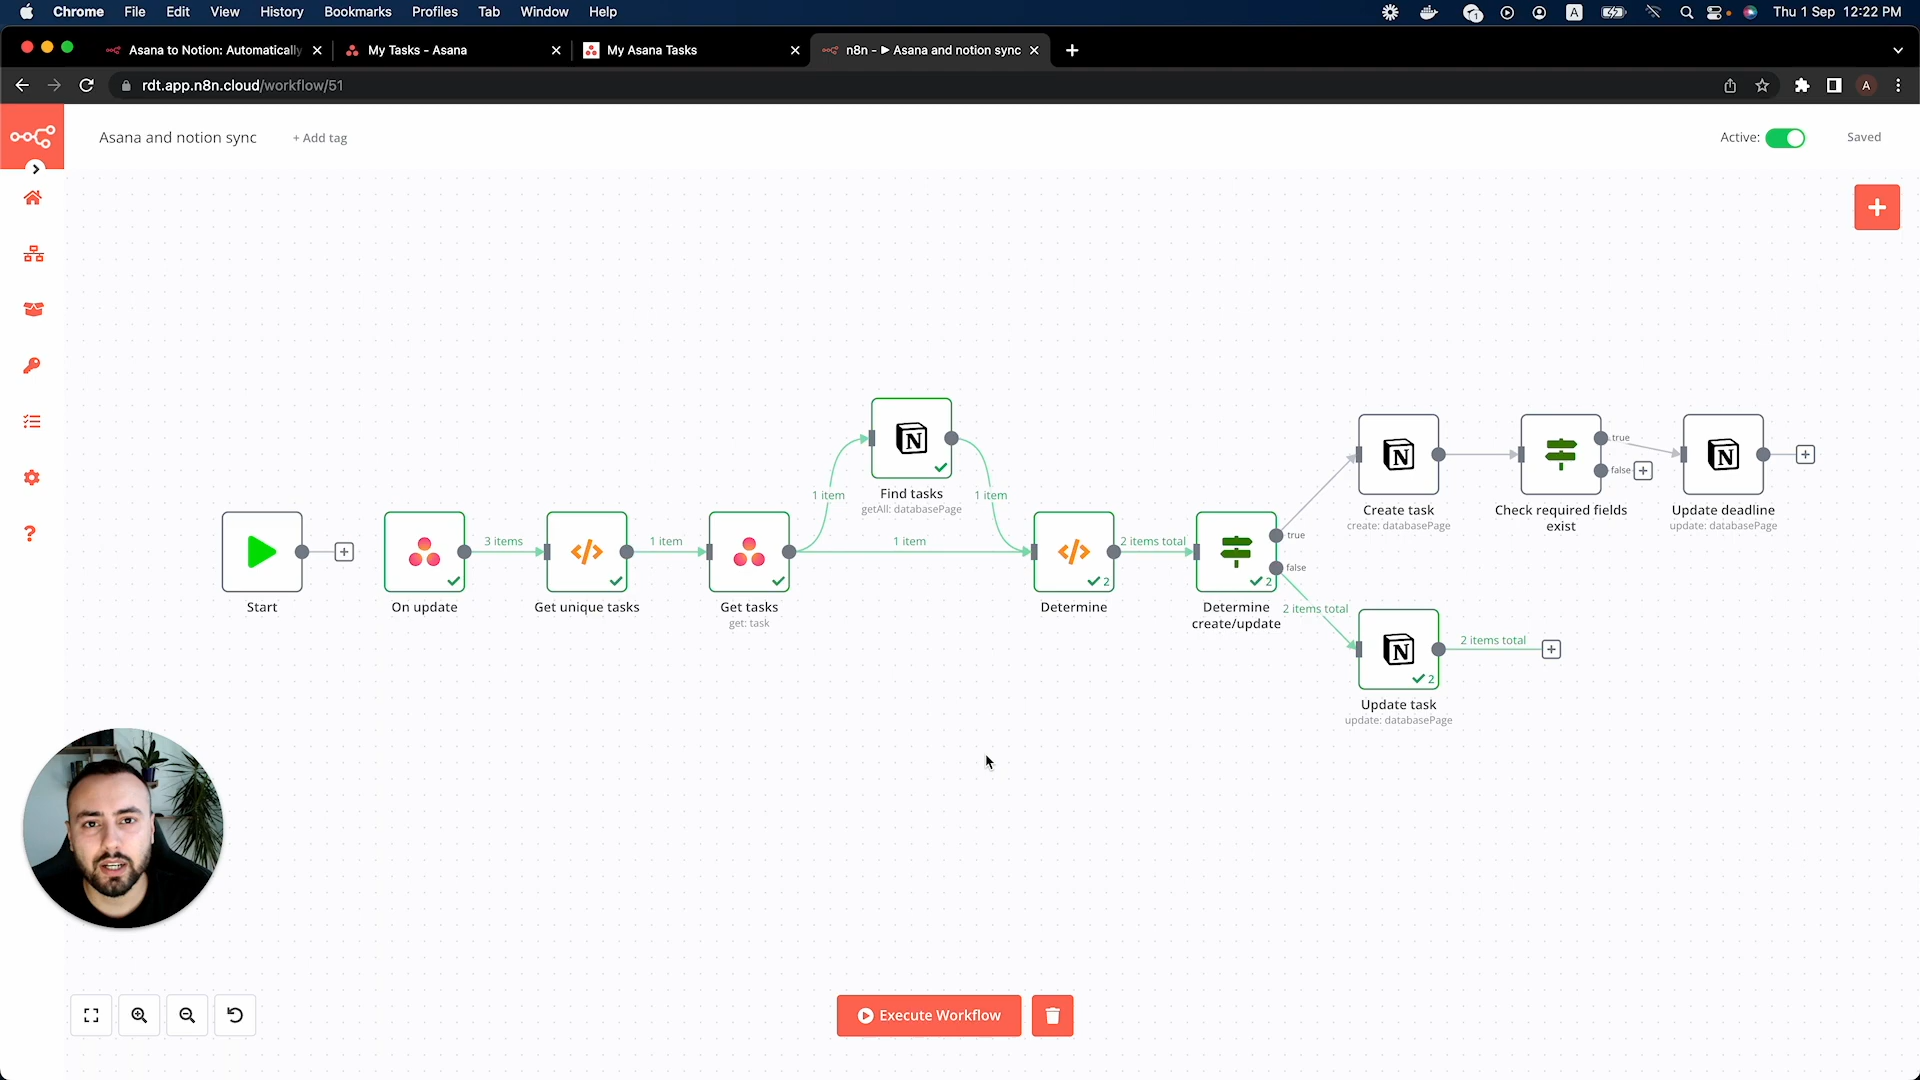 Chrome File Edit View History Bookmarks Profiles Tab Window Help
1 A Thu 1 Sep 12:22 PM
Asana to Notion: Automatically
My Tasks - Asana
My Asana Tasks
n8n - ▶ Asana and notion sync
rdt.app.n8n.cloud/workflow/51
A
Asana and notion sync
+ Add tag
Active:
Saved
Find tasks
getAll: databasePage
1 item
1 item
true
false
Create task
create: databasePage
Check required fields
exist
Update deadline
update: databasePage
3 items
1 item
1 item
2 items total
true
false
2
2
Start
On update
Get unique tasks
Get tasks
get: task
Determine
Determine
create/update
2 items total
2 items total
2
Update task
update: databasePage
Execute Workflow